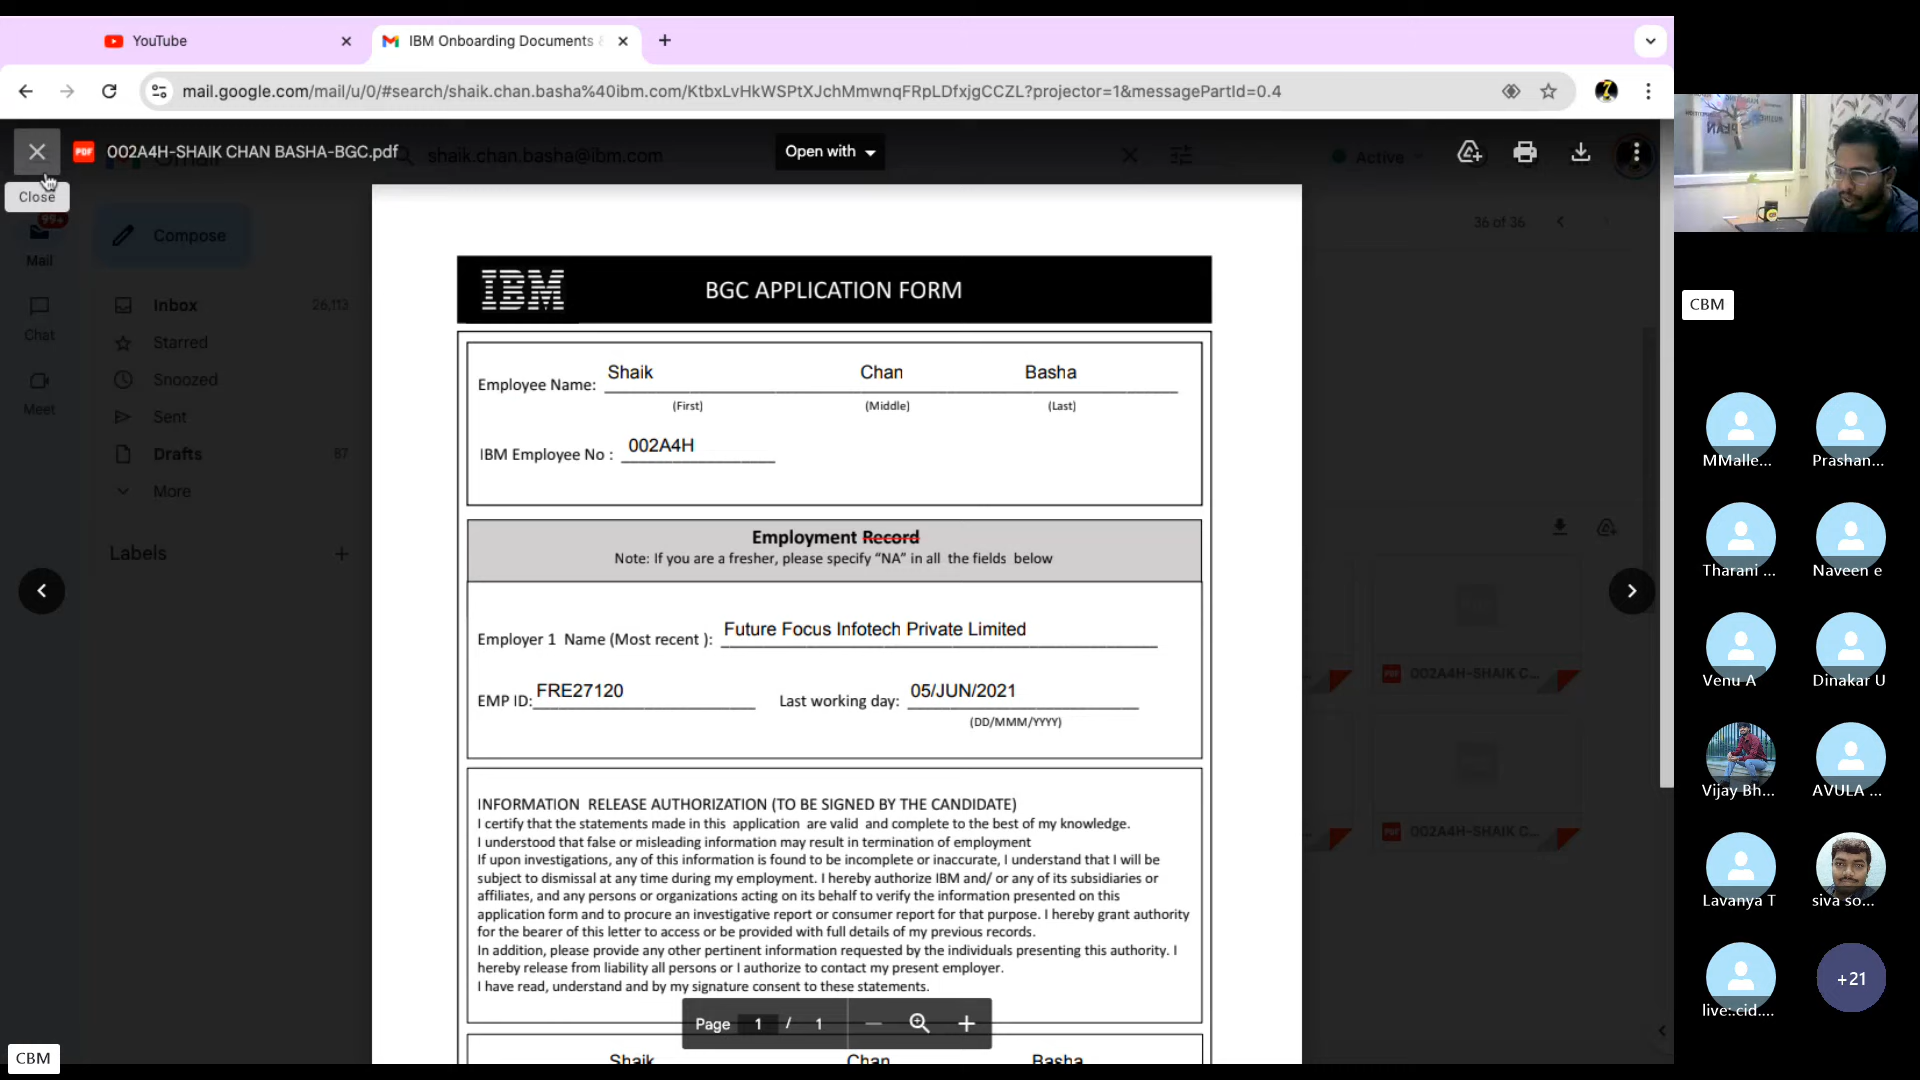 YouTube
IBM Onboarding Documents
mail.google.com/mail/u/0/#search/shaik.chan.basha%40ibm.com/KtbxLvHkWSPtXJchMmwnqFRpLDfxjgCCZL?projector=1&messagePartId=0.4
PDF 002A4H-SHAIK CHAN BASHA-BGC.pdf
shaik.chan.basha@ibm.com
Open with
Active
Close
99+
Mail
Compose
36 of 36
Chat
Meet
Inbox 26,113
Starred
Snoozed
Sent
Drafts 87
More
Labels
IBM BGC APPLICATION FORM
Employee Name: Shaik Chan Basha
(First) (Middle) (Last)
IBM Employee No : 002A4H
Employment Record
Note: If you are a fresher, please specify “NA” in all the fields below
Employer 1 Name (Most recent ): Future Focus Infotech Private Limited
EMP ID: FRE27120 Last working day: 05/JUN/2021
(DD/MMM/YYYY)
INFORMATION RELEASE AUTHORIZATION (TO BE SIGNED BY THE CANDIDATE)
I certify that the statements made in this application are valid and complete to the best of my knowledge.
I understood that false or misleading information may result in termination of employment
If upon investigations, any of this information is found to be incomplete or inaccurate, I understand that I will be
subject to dismissal at any time during my employment. I hereby authorize IBM and/ or any of its subsidiaries or
affiliates, and any persons or organizations acting on its behalf to verify the information presented on this
application form and to procure an investigative report or consumer report for that purpose. I hereby grant authority
for the bearer of this letter to access or be provided with full details of my previous records.
In addition, please provide any other pertinent information requested by the individuals presenting this authority. I
hereby release from liability all persons or I authorize to contact my present employer.
I have read, understand and by my signature consent to these statements.
Page 1 / 1
Shaik Chan Basha
002A4H-SHAIK C...
002A4H-SHAIK C...
CBM
MMalle...
Prashan...
Tharani ...
Naveen e
Venu A
Dinakar U
Vijay Bh...
AVULA ...
Lavanya T
siva so...
live:.cid....
+21
CBM